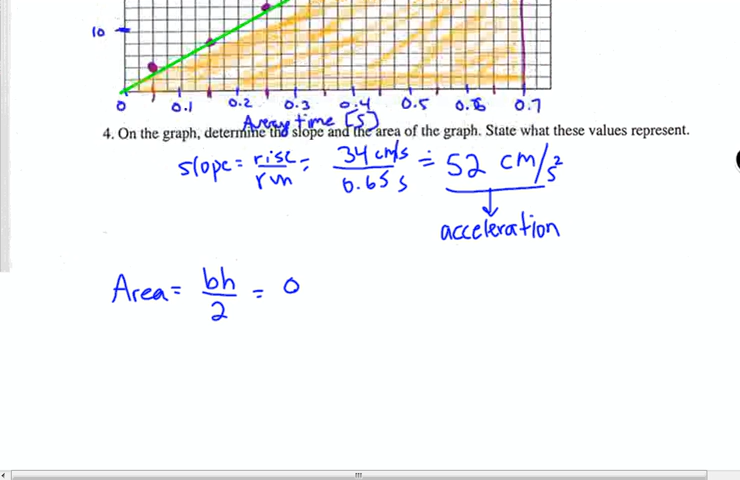 10
0 0.1 0.2 0.3 0.4 0.5 0.6 0.7
Average time [s]
4. On the graph, determine the slope and the area of the graph. State what these values represent.
slope = rise/run = 34 cm/s / 0.65 s ≐ 52 cm/s²
acceleration
Area = bh/2 = 0